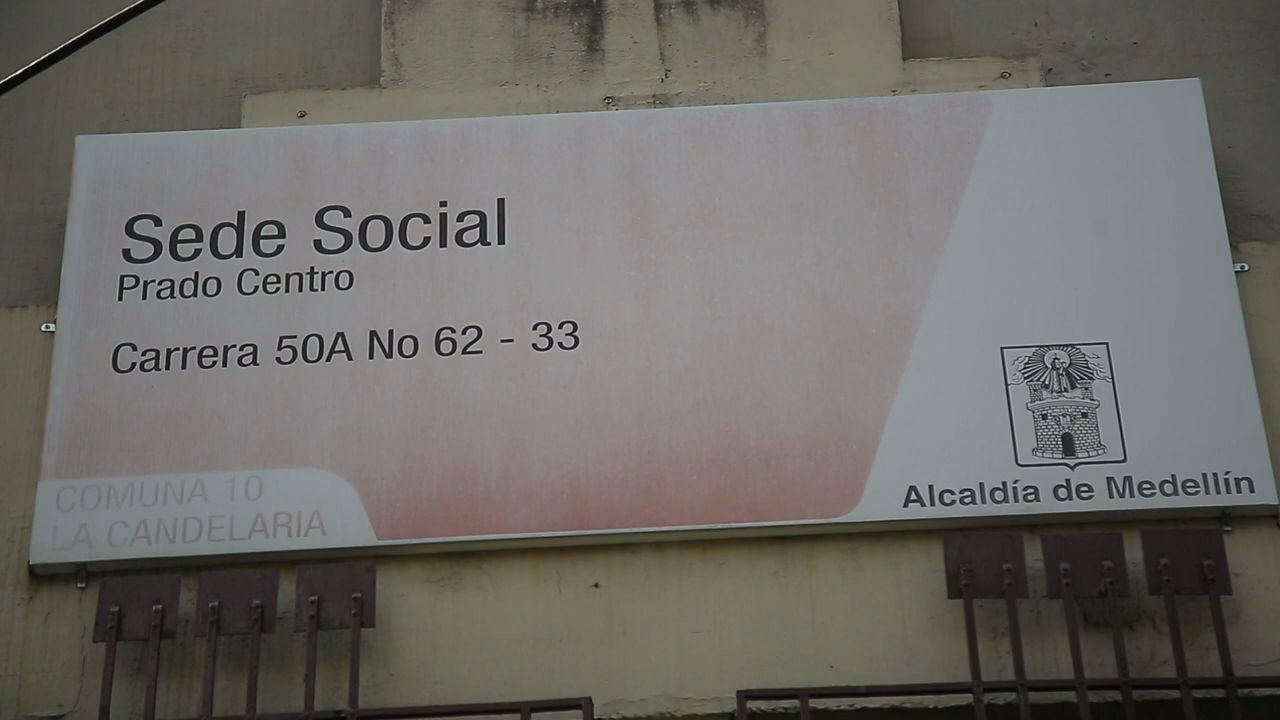 Sede Social
Prado Centro
Carrera 50A No 62 - 33
COMUNA 10
LA CANDELARIA
Alcaldía de Medellín